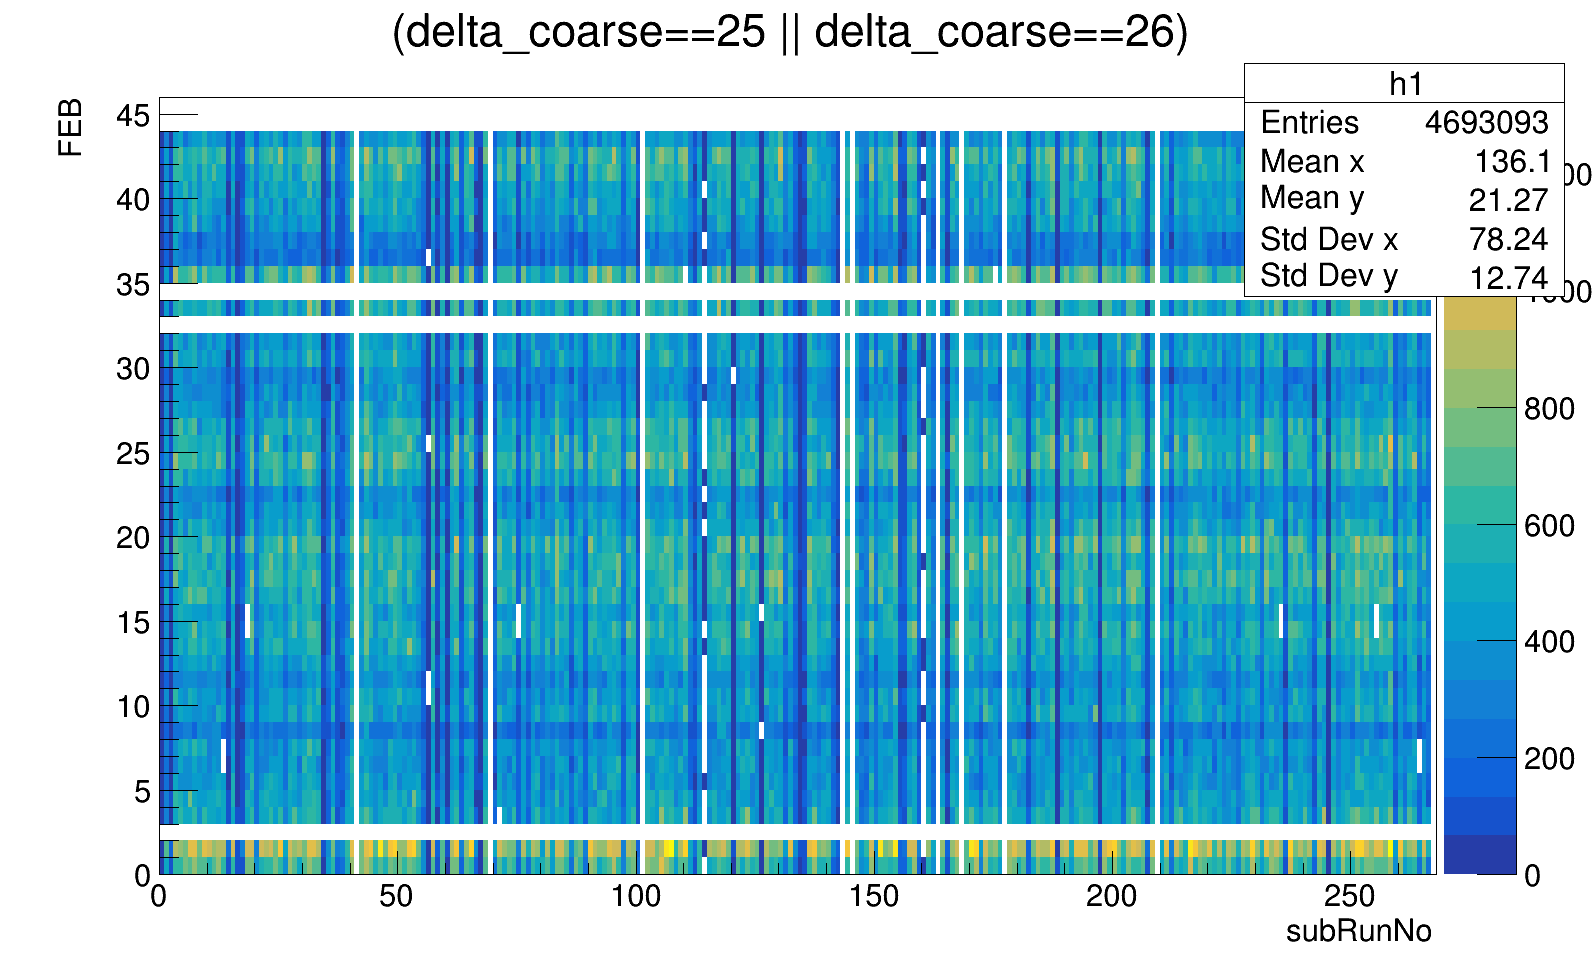 (delta_coarse==25 || delta_coarse==26)
h1
Entries 4693093
Mean x 136.1
Mean y 21.27
Std Dev x 78.24
Std Dev y 12.74
FEB
45
40
35
30
25
20
15
10
5
0
0 50 100 150 200 250
subRunNo
800
600
400
200
0